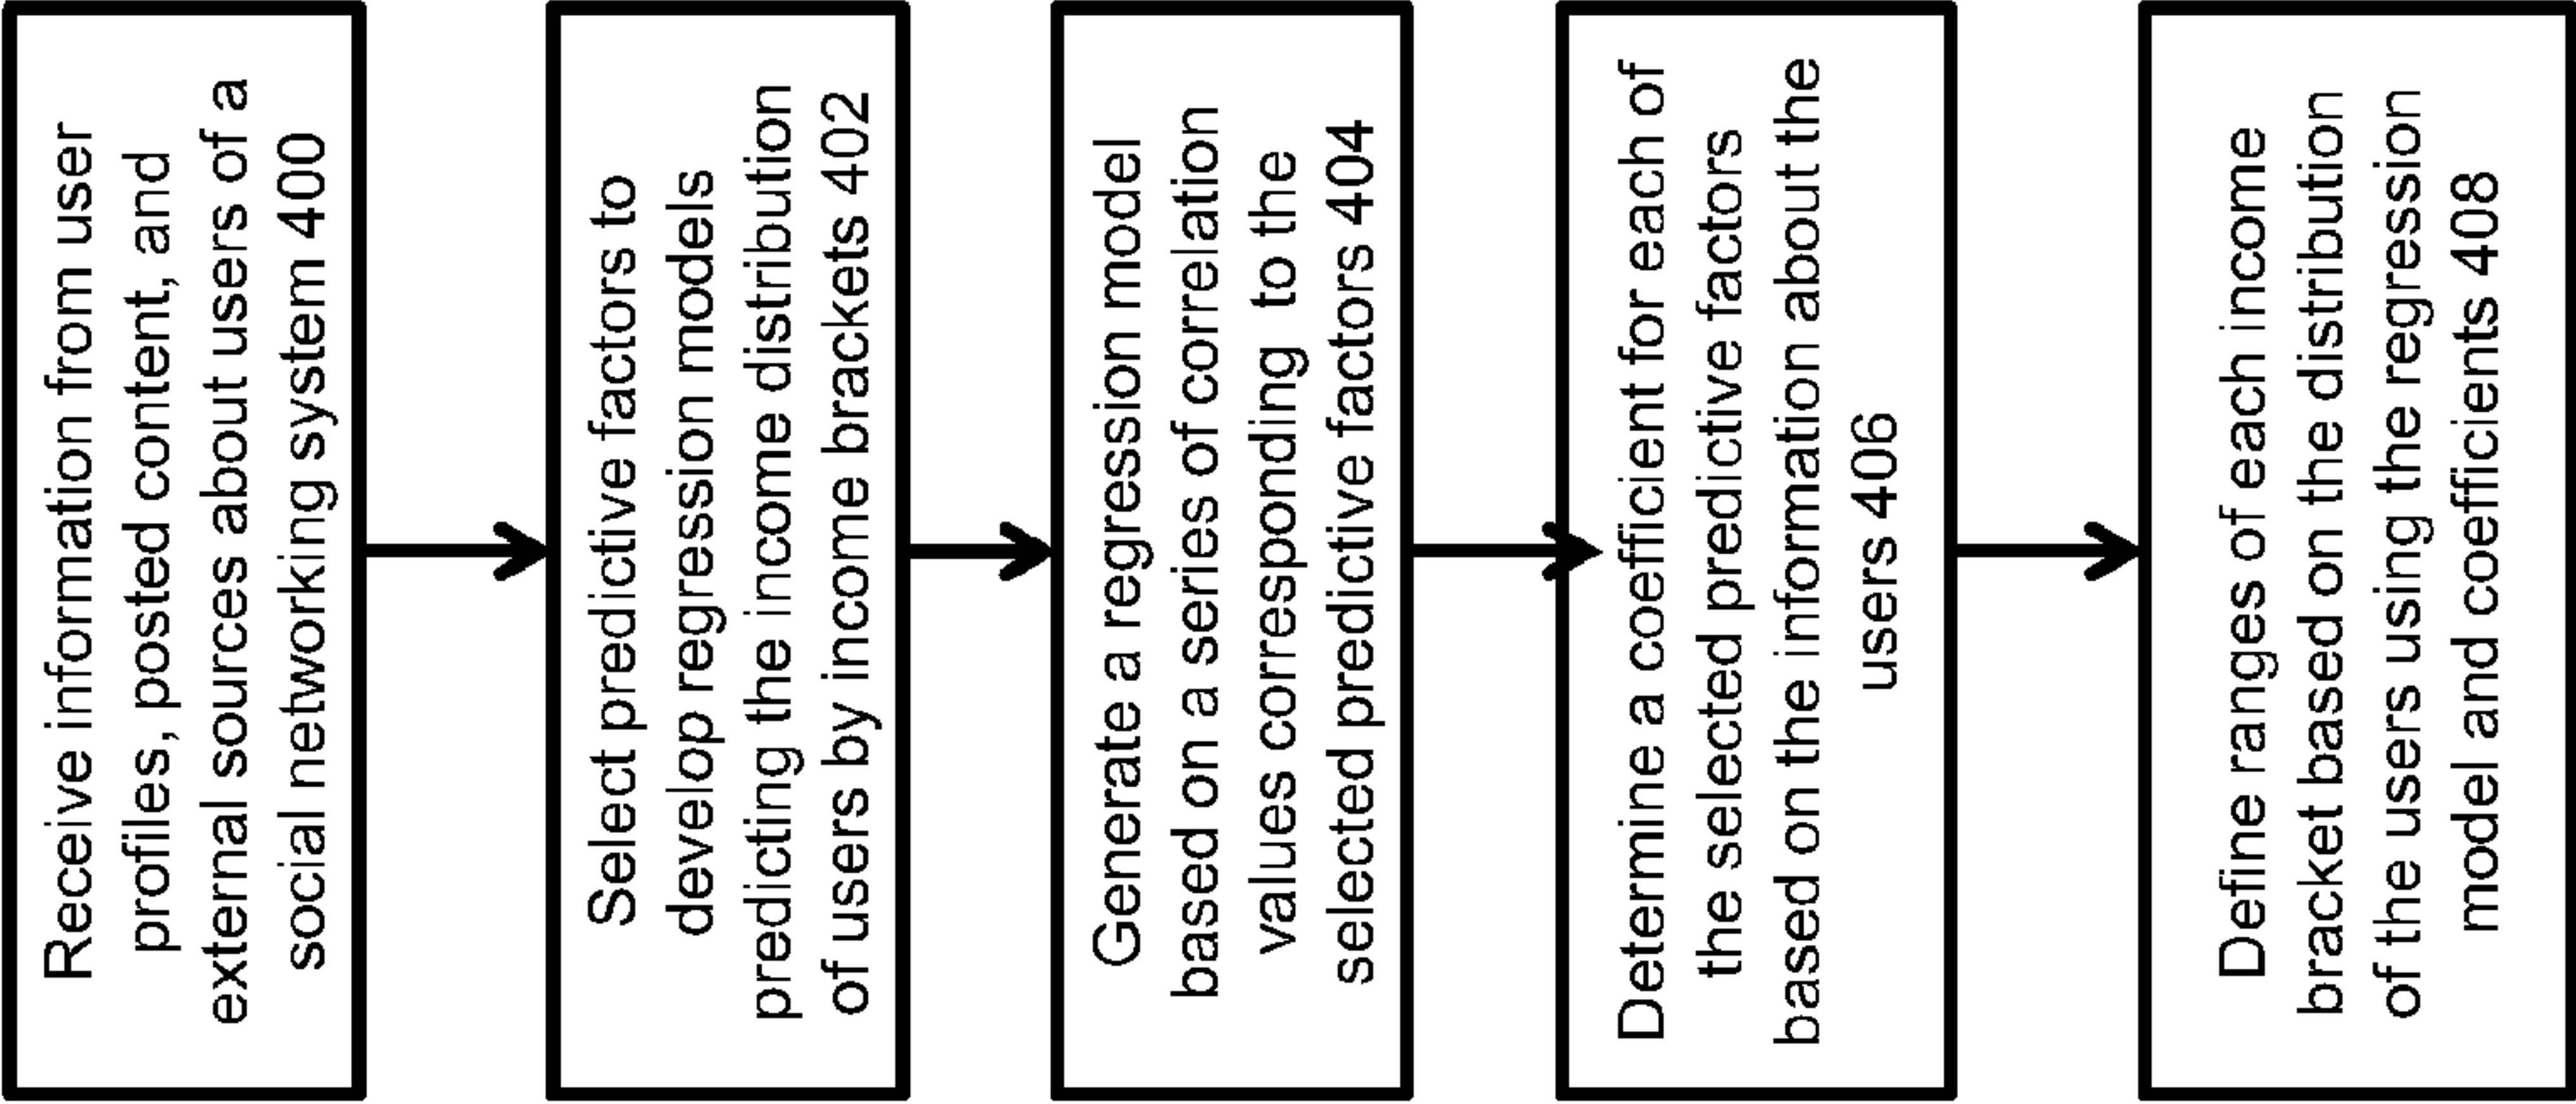 Receive information from user
profiles, posted content, and
external sources about users of a
social networking system 400
Select predictive factors to
develop regression models
predicting the income distribution
of users by income brackets 402
Generate a regression model
based on a series of correlation
values corresponding to the
selected predictive factors 404
Determine a coefficient for each of
the selected predictive factors
based on the information about the
users 406
Define ranges of each income
bracket based on the distribution
of the users using the regression
model and coefficients 408